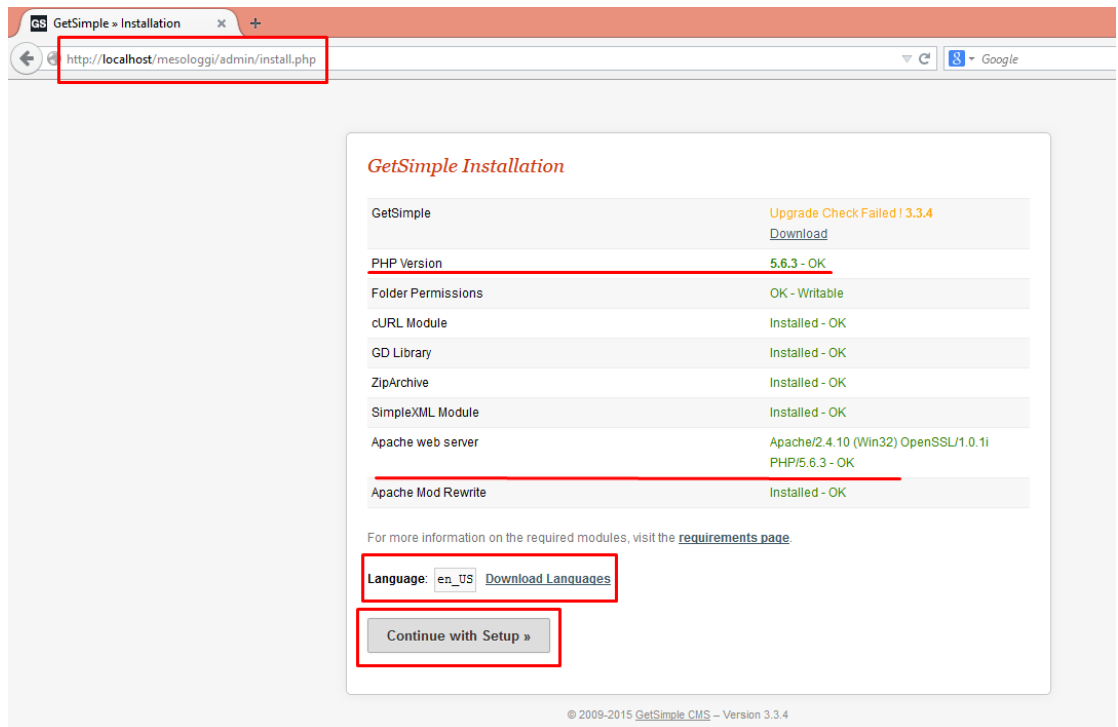 GS GetSimple » Installation × +
http://localhost/mesologgi/admin/install.php
8 Google
GetSimple Installation
GetSimple Upgrade Check Failed ! 3.3.4
Download
PHP Version 5.6.3 - OK
Folder Permissions OK - Writable
cURL Module Installed - OK
GD Library Installed - OK
ZipArchive Installed - OK
SimpleXML Module Installed - OK
Apache web server Apache/2.4.10 (Win32) OpenSSL/1.0.1i
PHP/5.6.3 - OK
Apache Mod Rewrite Installed - OK
For more information on the required modules, visit the requirements page.
Language: en_US Download Languages
Continue with Setup »
© 2009-2015 GetSimple CMS – Version 3.3.4